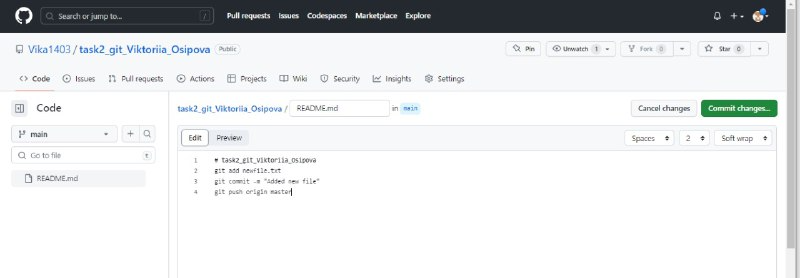 Search or jump to... / Pull requests Issues Codespaces Marketplace Explore
Vika1403 / task2_git_Viktoriia_Osipova Public Pin Unwatch 1 Fork 0 Star 0
Code Issues Pull requests Actions Projects Wiki Security Insights Settings
Code task2_git_Viktoriia_Osipova / README.md in main Cancel changes Commit changes...
main
Edit Preview Spaces 2 Soft wrap
Go to file t
README.md
1 # task2_git_Viktoriia_Osipova
2 git add newfile.txt
3 git commit -m "Added new file"
4 git push origin master